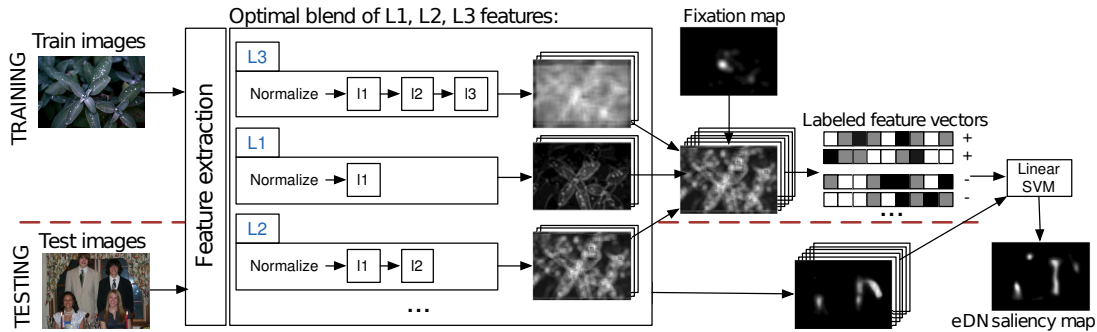 Optimal blend of L1, L2, L3 features:
TRAINING
Train images
Feature extraction
L3
Normalize
l1
l2
l3
L1
Normalize
l1
L2
Normalize
l1
l2
...
Fixation map
Labeled feature vectors
+
+
-
-
...
Linear
SVM
TESTING
Test images
eDN saliency map